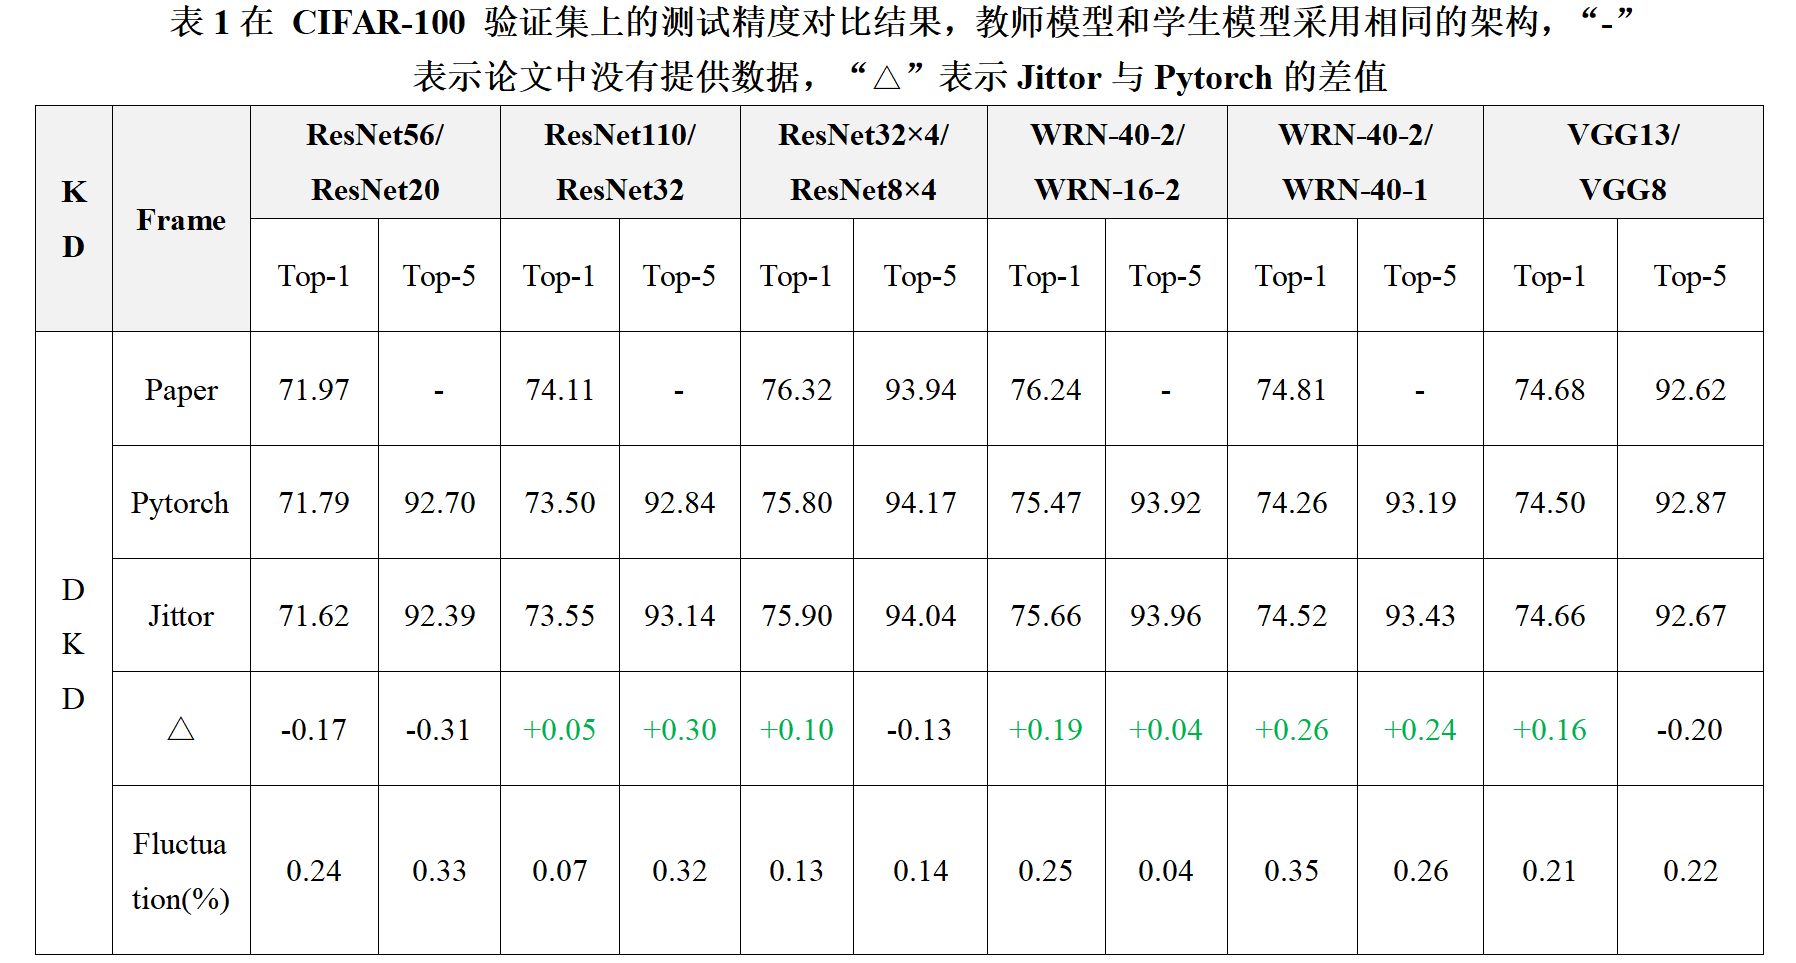 表 1 在 CIFAR-100 验证集上的测试精度对比结果，教师模型和学生模型采用相同的架构，“-”
表示论文中没有提供数据，“△”表示 Jittor 与 Pytorch 的差值
KD Frame ResNet56/ResNet20 ResNet110/ResNet32 ResNet32×4/ResNet8×4 WRN-40-2/WRN-16-2 WRN-40-2/WRN-40-1 VGG13/VGG8
Top-1 Top-5 Top-1 Top-5 Top-1 Top-5 Top-1 Top-5 Top-1 Top-5 Top-1 Top-5
DKD
Paper 71.97 - 74.11 - 76.32 93.94 76.24 - 74.81 - 74.68 92.62
Pytorch 71.79 92.70 73.50 92.84 75.80 94.17 75.47 93.92 74.26 93.19 74.50 92.87
Jittor 71.62 92.39 73.55 93.14 75.90 94.04 75.66 93.96 74.52 93.43 74.66 92.67
△ -0.17 -0.31 +0.05 +0.30 +0.10 -0.13 +0.19 +0.04 +0.26 +0.24 +0.16 -0.20
Fluctuation(%) 0.24 0.33 0.07 0.32 0.13 0.14 0.25 0.04 0.35 0.26 0.21 0.22